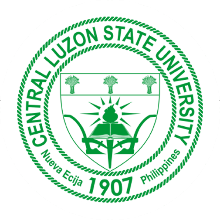 CENTRAL LUZON STATE UNIVERSITY
Nueva Ecija 1907 Philippines